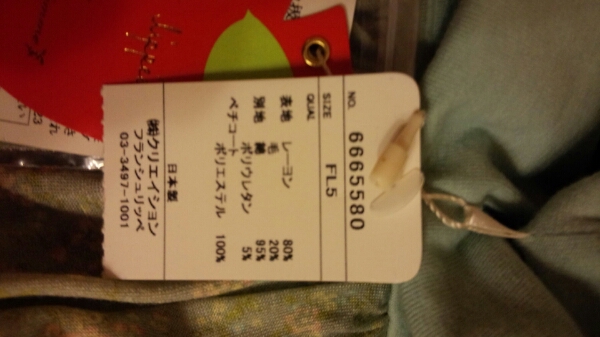 NO. 6665580
SIZE FL5
QUAL
表地 レーヨン 80%
毛 20%
別地 綿 95%
ポリウレタン 5%
ペチコート ポリエステル 100%
日本製
㈱クリエイション
フランシュリッペ
03-3497-1001